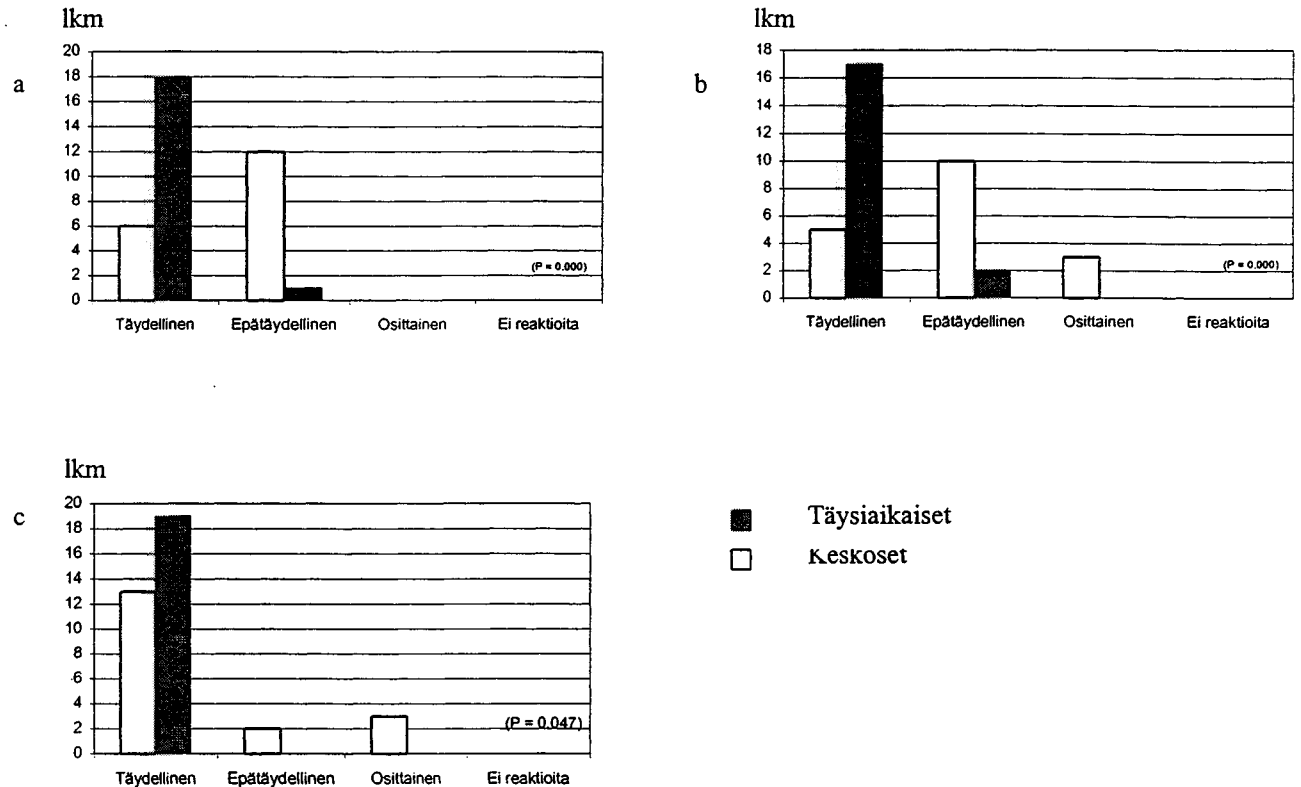 lkm
a
20
18
16
14
12
10
8
6
4
2
0
(P = 0.000)
Täydellinen Epätäydellinen Osittainen Ei reaktioita
lkm
b
18
16
14
12
10
8
6
4
2
0
(P = 0.000)
Täydellinen Epätäydellinen Osittainen Ei reaktioita
lkm
c
20
18
16
14
12
10
8
6
4
2
0
(P = 0.047)
Täydellinen Epätäydellinen Osittainen Ei reaktioita
Täysiaikaiset
Keskoset